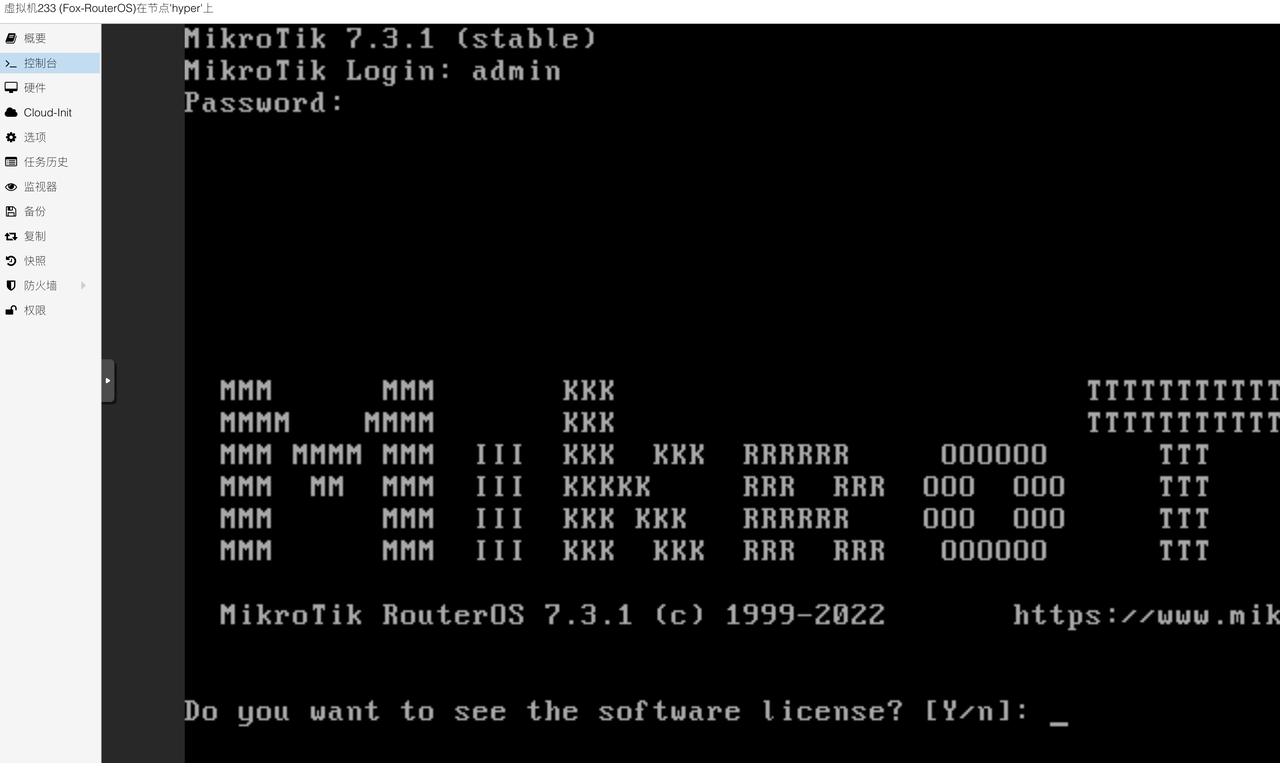 虚拟机233 (Fox-RouterOS)在节点'hyper'上
概要
控制台
硬件
Cloud-Init
选项
任务历史
监视器
备份
复制
快照
防火墙
权限
MikroTik 7.3.1 (stable)
MikroTik Login: admin
Password:
MMM      MMM       KKK                          TTTTTTTTTTT
MMMM    MMMM       KKK                          TTTTTTTTTTT
MMM MMMM MMM  III  KKK  KKK  RRRRRR     OOOOOO      TTT
MMM  MM  MMM  III  KKKKK     RRR  RRR  OOO  OOO     TTT
MMM      MMM  III  KKK KKK   RRRRRR    OOO  OOO     TTT
MMM      MMM  III  KKK  KKK  RRR  RRR   OOOOOO      TTT
MikroTik RouterOS 7.3.1 (c) 1999-2022       https://www.mik
Do you want to see the software license? [Y/n]: _